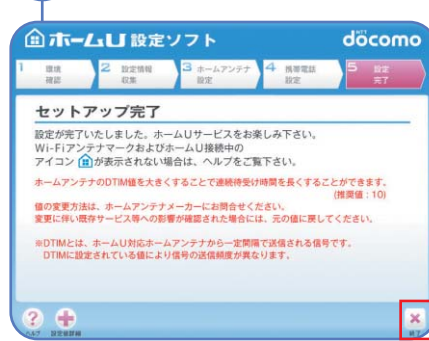 ホームU 設定ソフト
NTT
döcomo
1 環境確認
2 設定情報収集
3 ホームアンテナ設定
4 携帯電話設定
5 設定完了
セットアップ完了
設定が完了いたしました。ホームUサービスをお楽しみ下さい。
Wi-Fiアンテナマークおよびホーム U接続中の
アイコン が表示されない場合は、ヘルプをご覧下さい。
ホームアンテナのDTIM値を大きくすることで連続待受け時間を長くすることができます。
(推奨値：10)
値の変更方法は、ホームアンテナメーカーにお問合せください。
変更に伴い既存サービス等への影響が確認された場合には、元の値に戻してください。
※DTIMとは、ホームU対応ホームアンテナから一定間隔で送信される信号です。
DTIMに設定されている値により信号の送信頻度が異なります。
ヘルプ
設定値詳細
終了